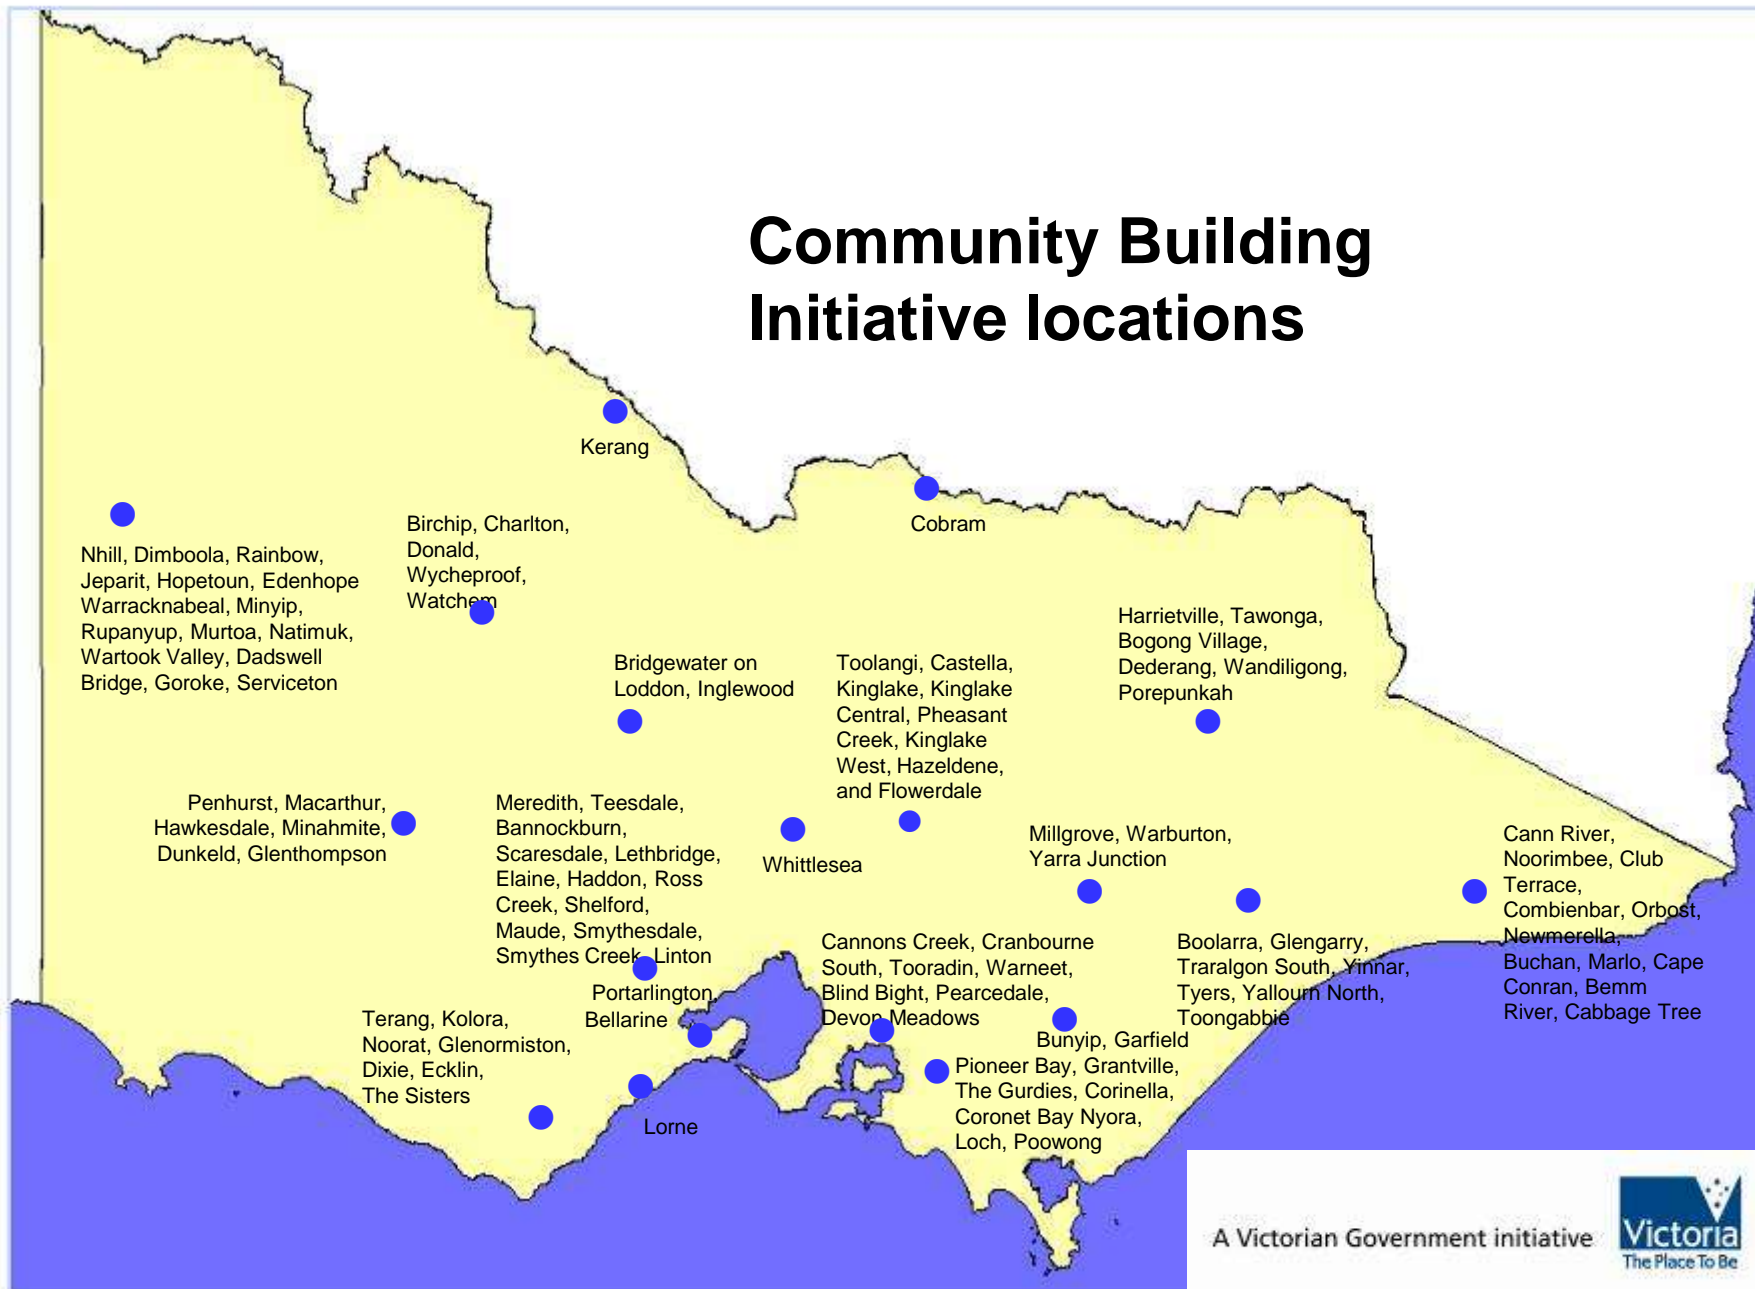 Community Building
Initiative locations
Kerang
Cobram
Nhill, Dimboola, Rainbow,
Jeparit, Hopetoun, Edenhope
Warracknabeal, Minyip,
Rupanyup, Murtoa, Natimuk,
Wartook Valley, Dadswell
Bridge, Goroke, Serviceton
Birchip, Charlton,
Donald,
Wycheproof,
Watchem
Bridgewater on
Loddon, Inglewood
Toolangi, Castella,
Kinglake, Kinglake
Central, Pheasant
Creek, Kinglake
West, Hazeldene,
and Flowerdale
Harrietville, Tawonga,
Bogong Village,
Dederang, Wandiligong,
Porepunkah
Penhurst, Macarthur,
Hawkesdale, Minahmite,
Dunkeld, Glenthompson
Meredith, Teesdale,
Bannockburn,
Scaresdale, Lethbridge,
Elaine, Haddon, Ross
Creek, Shelford,
Maude, Smythesdale,
Smythes Creek, Linton
Whittlesea
Millgrove, Warburton,
Yarra Junction
Cann River,
Noorimbee, Club
Terrace,
Combienbar, Orbost,
Newmerella,
Buchan, Marlo, Cape
Conran, Bemm
River, Cabbage Tree
Cannons Creek, Cranbourne
South, Tooradin, Warneet,
Blind Bight, Pearcedale,
Devon Meadows
Boolarra, Glengarry,
Traralgon South, Yinnar,
Tyers, Yallourn North,
Toongabbie
Portarlington,
Bellarine
Terang, Kolora,
Noorat, Glenormiston,
Dixie, Ecklin,
The Sisters
Bunyip, Garfield
Pioneer Bay, Grantville,
The Gurdies, Corinella,
Coronet Bay Nyora,
Loch, Poowong
Lorne
A Victorian Government initiative
Victoria
The Place To Be